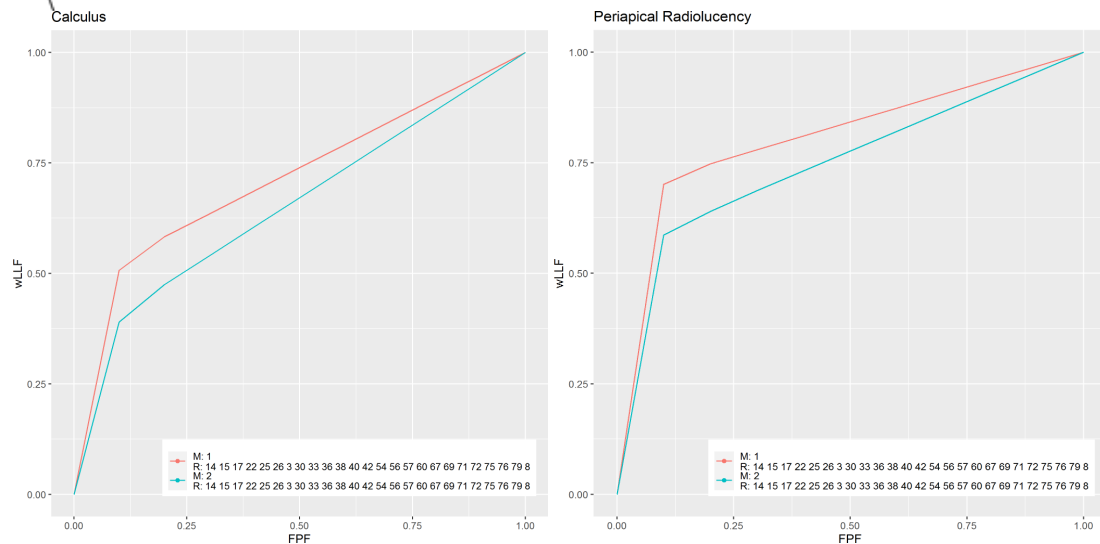 Calculus
1.00
0.75
0.50
0.25
0.00
wLLF
M: 1
R: 14 15 17 22 25 26 3 30 33 36 38 40 42 54 56 57 60 67 69 71 72 75 76 79 8
M: 2
R: 14 15 17 22 25 26 3 30 33 36 38 40 42 54 56 57 60 67 69 71 72 75 76 79 8
0.00 0.25 0.50 0.75 1.00
FPF
Periapical Radiolucency
1.00
0.75
0.50
0.25
0.00
wLLF
M: 1
R: 14 15 17 22 25 26 3 30 33 36 38 40 42 54 56 57 60 67 69 71 72 75 76 79 8
M: 2
R: 14 15 17 22 25 26 3 30 33 36 38 40 42 54 56 57 60 67 69 71 72 75 76 79 8
0.00 0.25 0.50 0.75 1.00
FPF